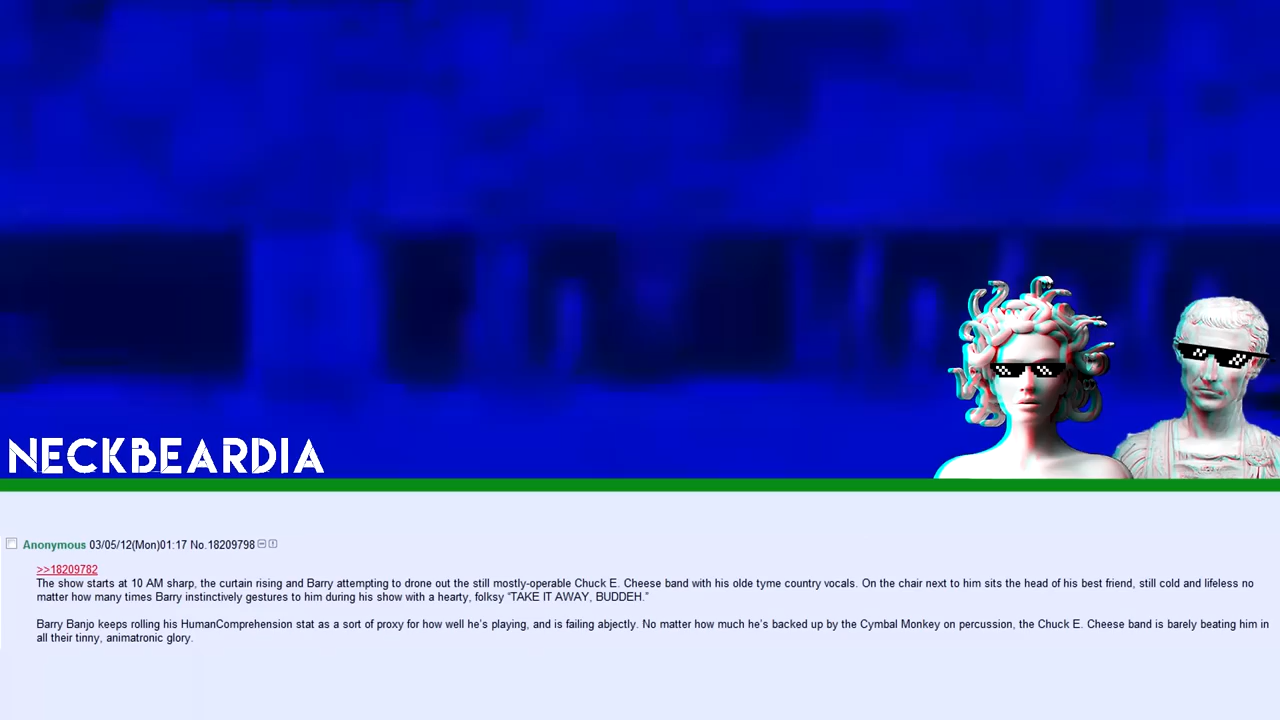 NECKBEARDIA
Anonymous 03/05/12(Mon)01:17 No.18209798
>>18209782
The show starts at 10 AM sharp, the curtain rising and Barry attempting to drone out the still mostly-operable Chuck E. Cheese band with his olde tyme country vocals. On the chair next to him sits the head of his best friend, still cold and lifeless no
matter how many times Barry instinctively gestures to him during his show with a hearty, folksy “TAKE IT AWAY, BUDDEH.”
Barry Banjo keeps rolling his HumanComprehension stat as a sort of proxy for how well he’s playing, and is failing abjectly. No matter how much he’s backed up by the Cymbal Monkey on percussion, the Chuck E. Cheese band is barely beating him in
all their tinny, animatronic glory.